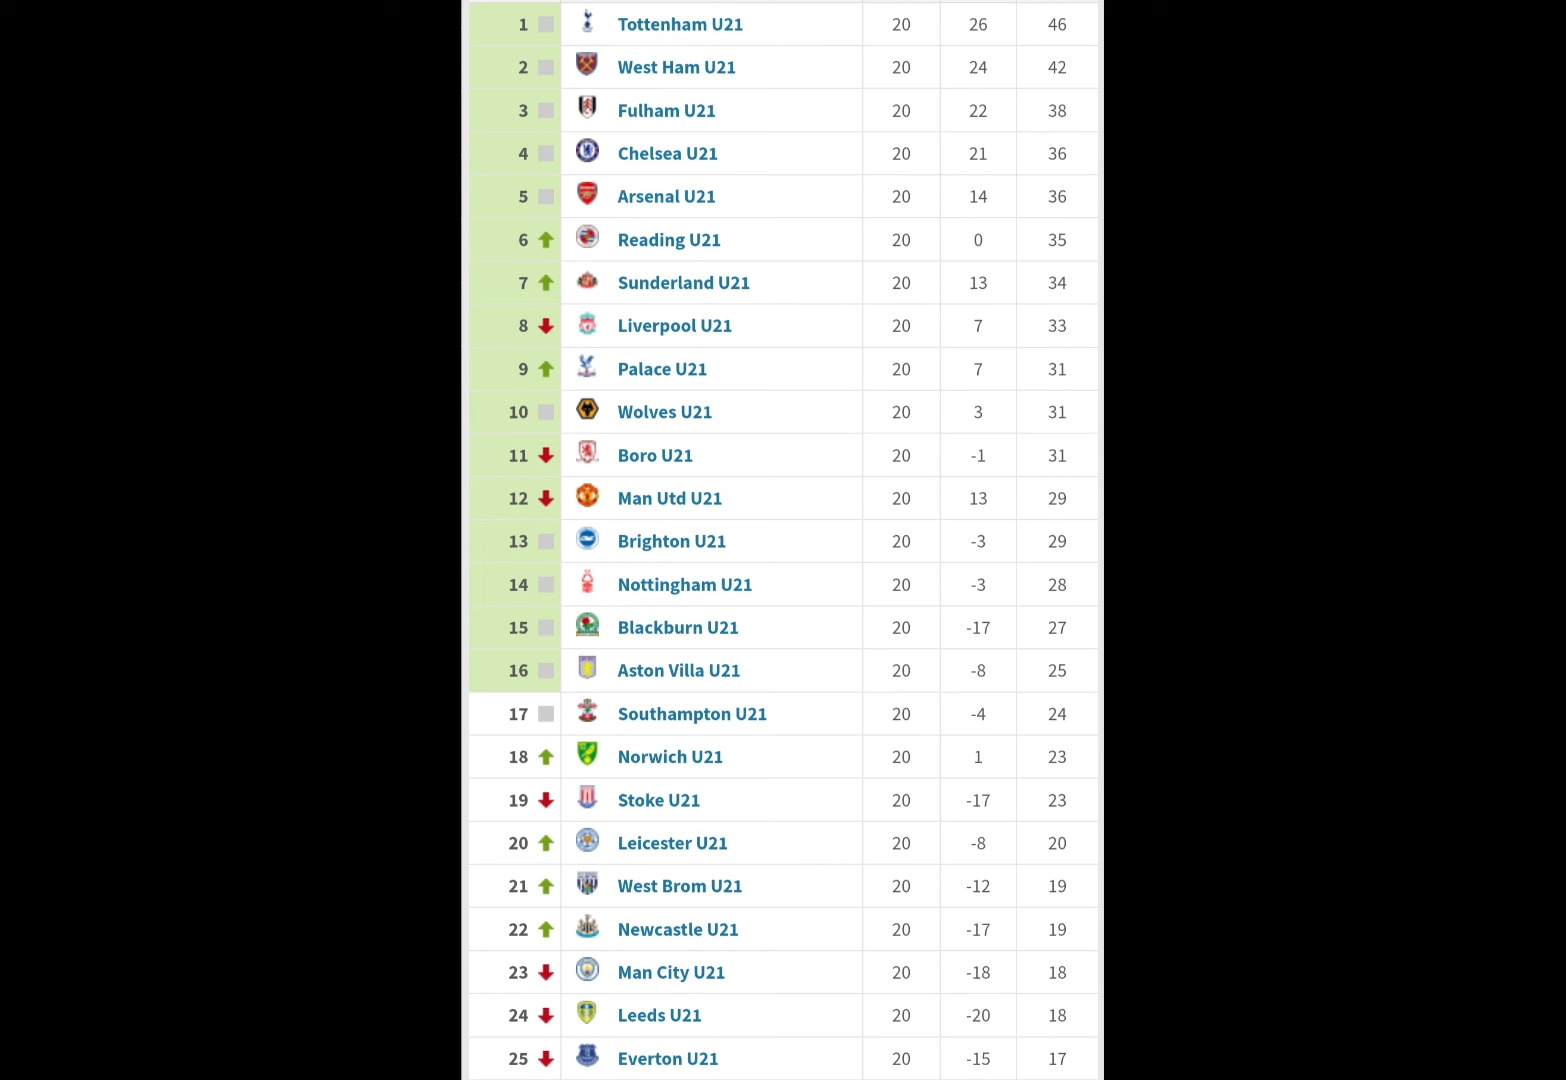 1 Tottenham U21 20 26 46
2 West Ham U21 20 24 42
3 Fulham U21 20 22 38
4 Chelsea U21 20 21 36
5 Arsenal U21 20 14 36
6 Reading U21 20 0 35
7 Sunderland U21 20 13 34
8 Liverpool U21 20 7 33
9 Palace U21 20 7 31
10 Wolves U21 20 3 31
11 Boro U21 20 -1 31
12 Man Utd U21 20 13 29
13 Brighton U21 20 -3 29
14 Nottingham U21 20 -3 28
15 Blackburn U21 20 -17 27
16 Aston Villa U21 20 -8 25
17 Southampton U21 20 -4 24
18 Norwich U21 20 1 23
19 Stoke U21 20 -17 23
20 Leicester U21 20 -8 20
21 West Brom U21 20 -12 19
22 Newcastle U21 20 -17 19
23 Man City U21 20 -18 18
24 Leeds U21 20 -20 18
25 Everton U21 20 -15 17